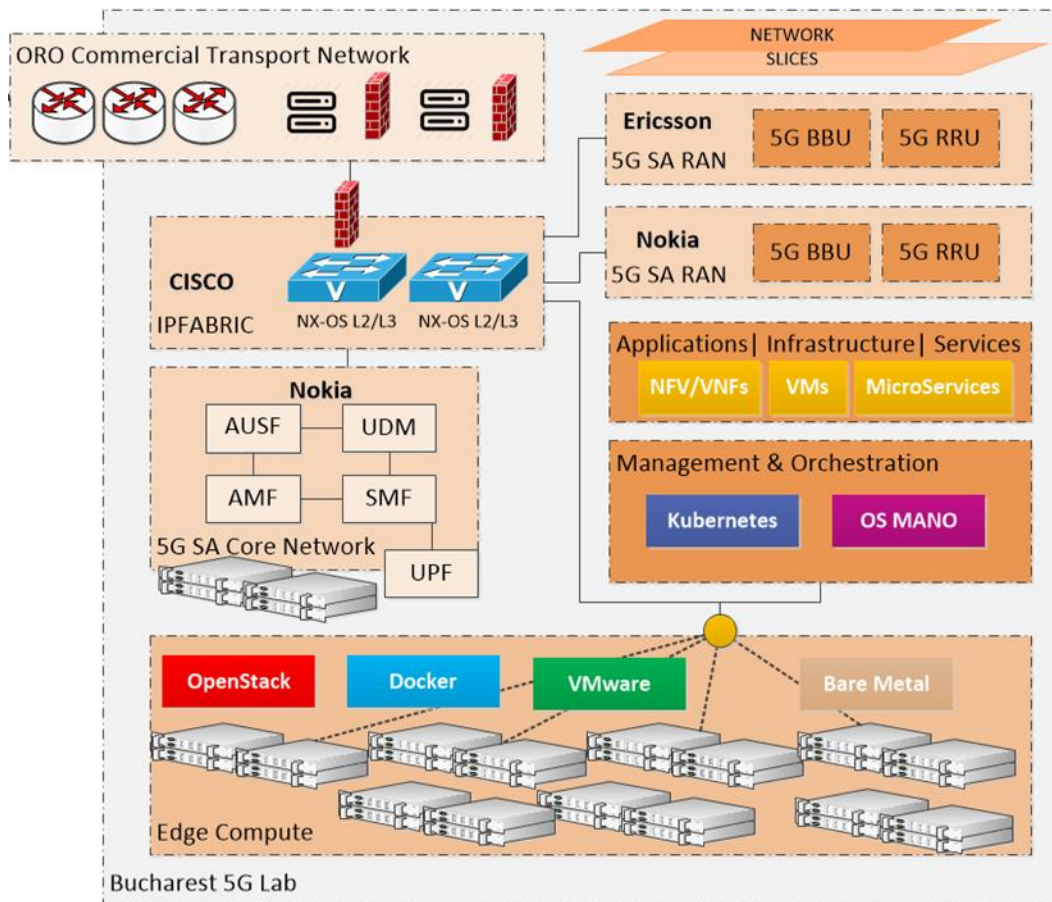 ORO Commercial Transport Network
NETWORK
SLICES
Ericsson
5G SA RAN
5G BBU
5G RRU
Nokia
5G SA RAN
5G BBU
5G RRU
CISCO
IPFABRIC
V
V
NX-OS L2/L3
NX-OS L2/L3
Applications| Infrastructure| Services
NFV/VNFs
VMs
MicroServices
Nokia
AUSF
UDM
AMF
SMF
5G SA Core Network
UPF
Management & Orchestration
Kubernetes
OS MANO
OpenStack
Docker
VMware
Bare Metal
Edge Compute
Bucharest 5G Lab